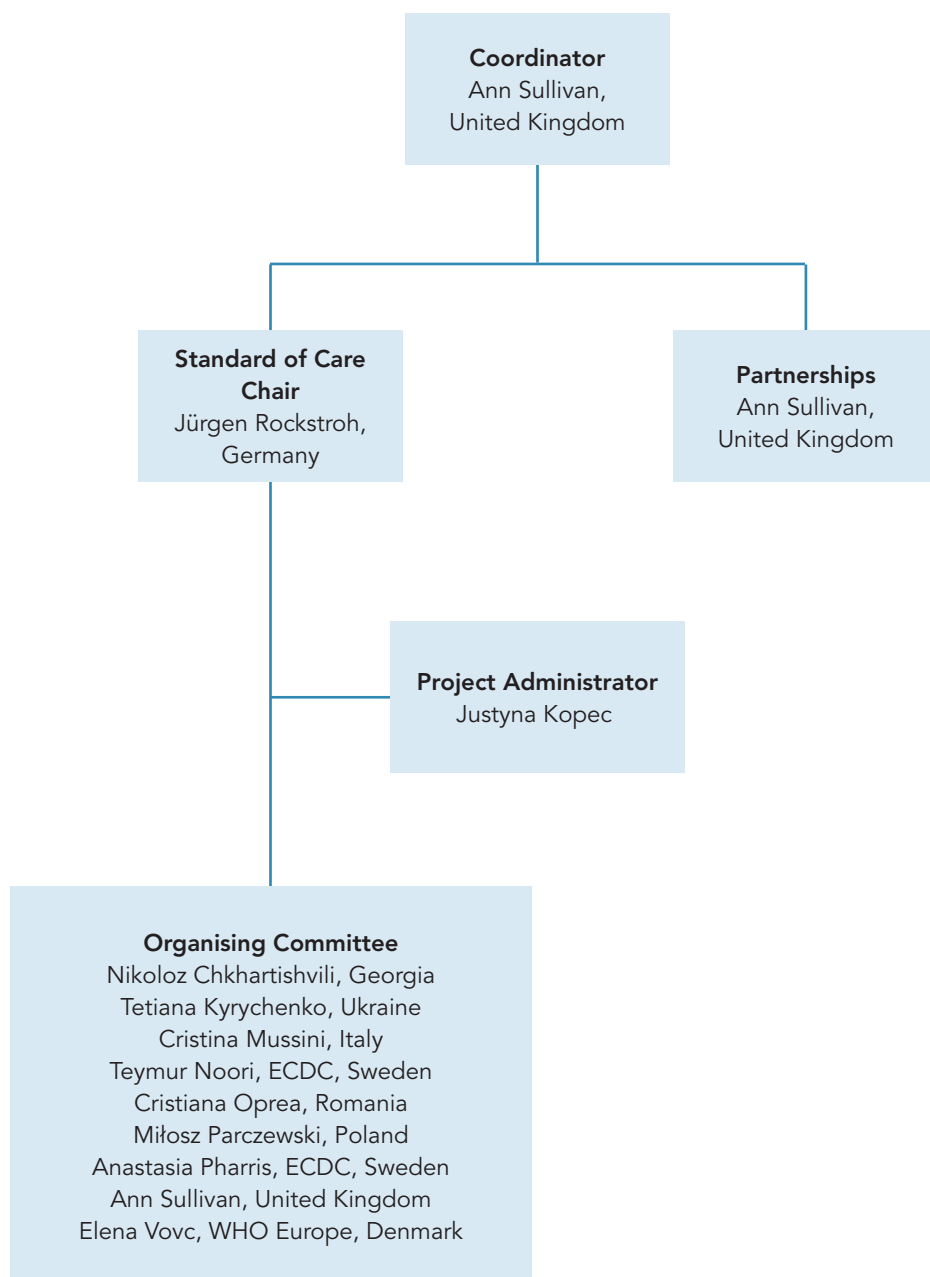 Coordinator
Ann Sullivan,
United Kingdom
Standard of Care
Chair
Jürgen Rockstroh,
Germany
Partnerships
Ann Sullivan,
United Kingdom
Project Administrator
Justyna Kopec
Organising Committee
Nikoloz Chkhartishvili, Georgia
Tetiana Kyrychenko, Ukraine
Cristina Mussini, Italy
Teymur Noori, ECDC, Sweden
Cristiana Oprea, Romania
Miłosz Parczewski, Poland
Anastasia Pharris, ECDC, Sweden
Ann Sullivan, United Kingdom
Elena Vovc, WHO Europe, Denmark